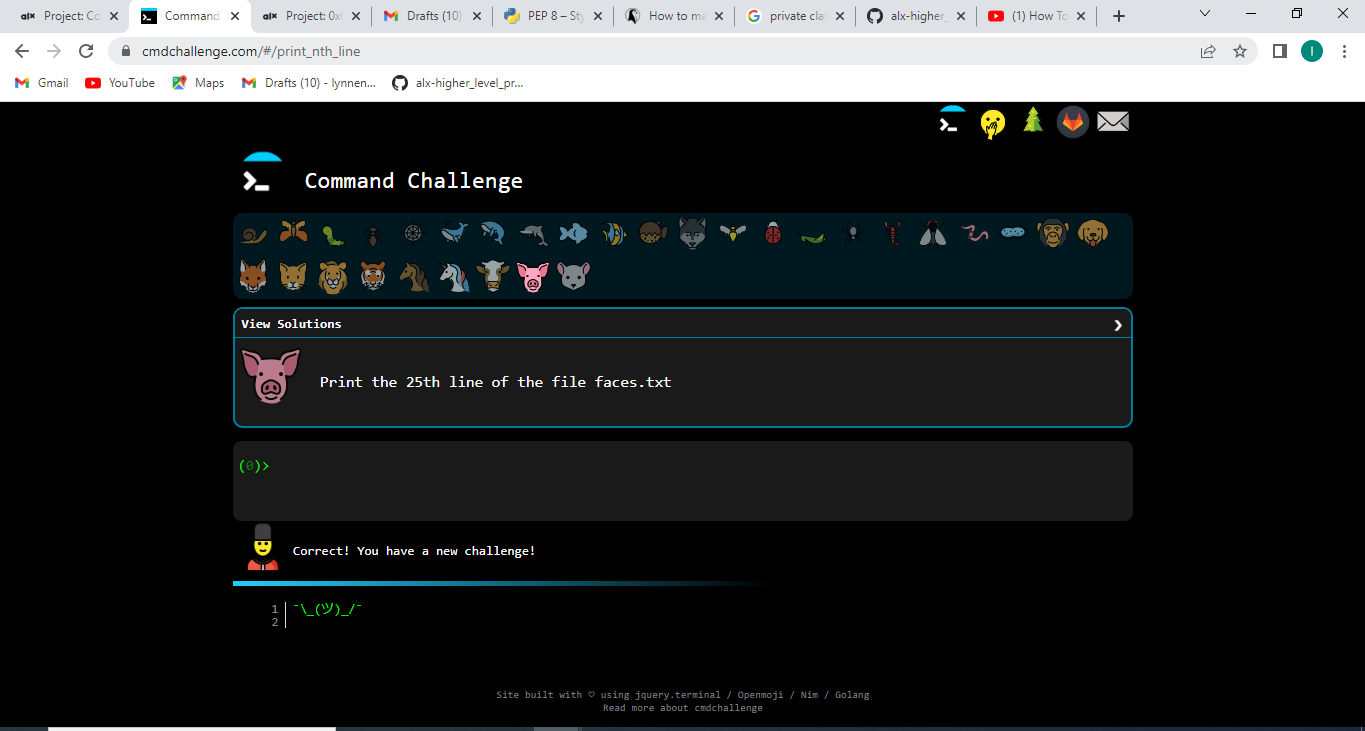 Project: Co
Command
Project: 0x
Drafts (10)
PEP 8 – Sty
How to ma
private cla
alx-higher_
(1) How To
cmdchallenge.com/#/print_nth_line
I
Gmail
YouTube
Maps
Drafts (10) - lynnen...
alx-higher_level_pr...
Command Challenge
View Solutions
Print the 25th line of the file faces.txt
(0)>
Correct! You have a new challenge!
1 ¯\_(ツ)_/¯
2
Site built with ♡ using jquery.terminal / Openmoji / Nim / Golang
Read more about cmdchallenge